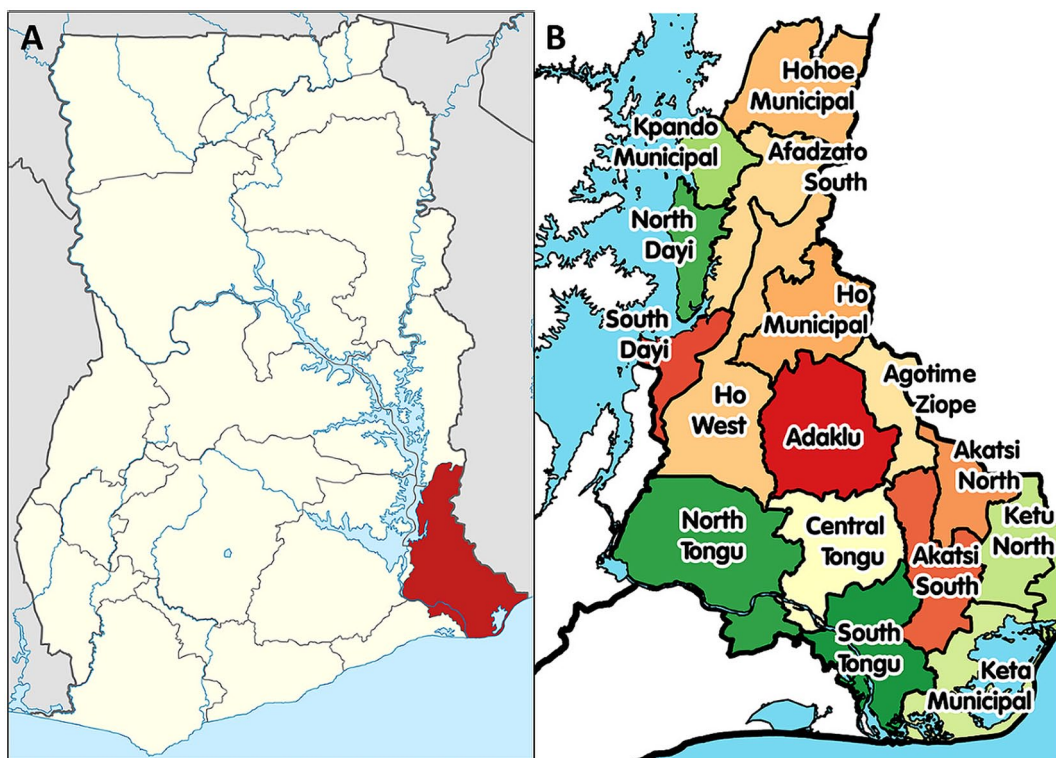 A
B
Hohoe
Municipal
Kpando
Municipal
Afadzato
South
North
Dayi
Ho
Municipal
South
Dayi
Agotime
Ziope
Ho
West
Adaklu
Akatsi
North
North
Tongu
Central
Tongu
Ketu
North
Akatsi
South
South
Tongu
Keta
Municipal